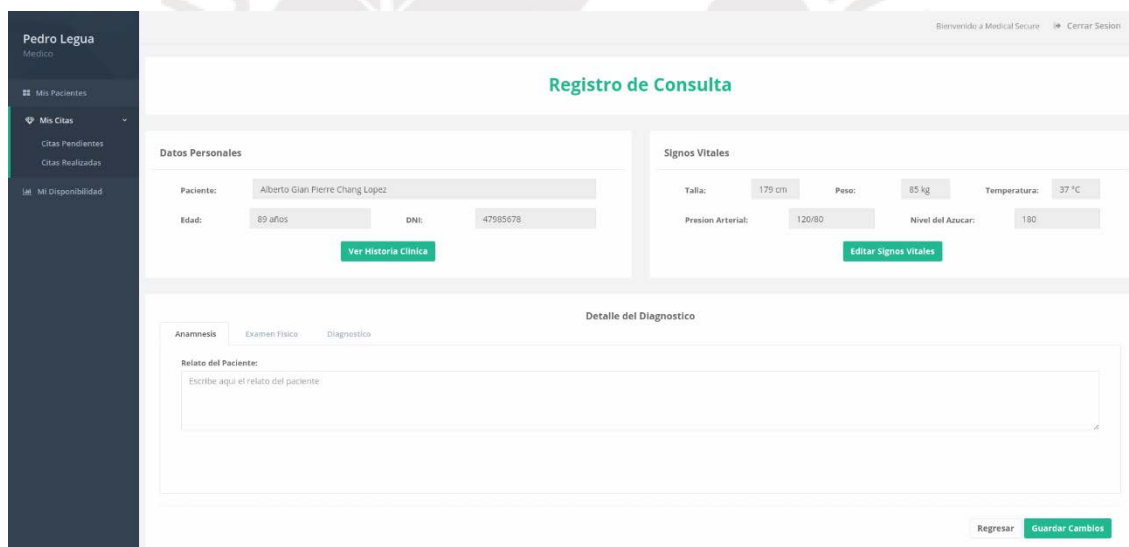 Pedro Legua
Medico
Mis Pacientes
Mis Citas
Citas Pendientes
Citas Realizadas
Mi Disponibilidad
Bienvenido a Medical Secure Cerrar Sesion
Registro de Consulta
Datos Personales
Paciente: Alberto Gian Pierre Chang Lopez
Edad: 89 años DNI: 47985678
Ver Historia Clinica
Signos Vitales
Talla: 179 cm Peso: 85 kg Temperatura: 37 °C
Presion Arterial: 120/80 Nivel del Azucar: 180
Editar Signos Vitales
Detalle del Diagnostico
Anamnesis Examen Fisico Diagnostico
Relato del Paciente:
Escribe aqui el relato del paciente
Regresar Guardar Cambios